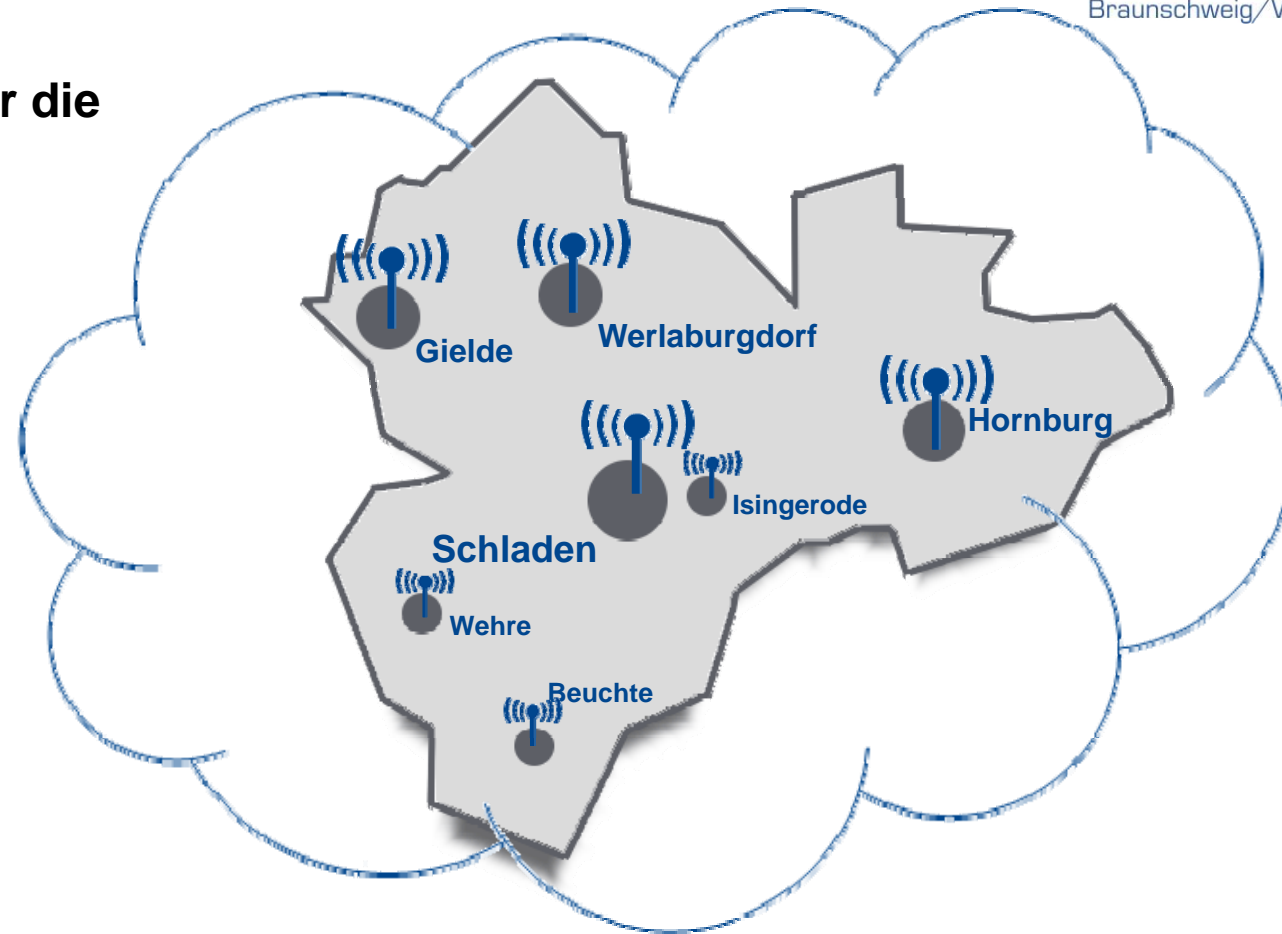 Braunschweig/
r die
Gielde
Werlaburgdorf
Hornburg
Isingerode
Schladen
Wehre
Beuchte